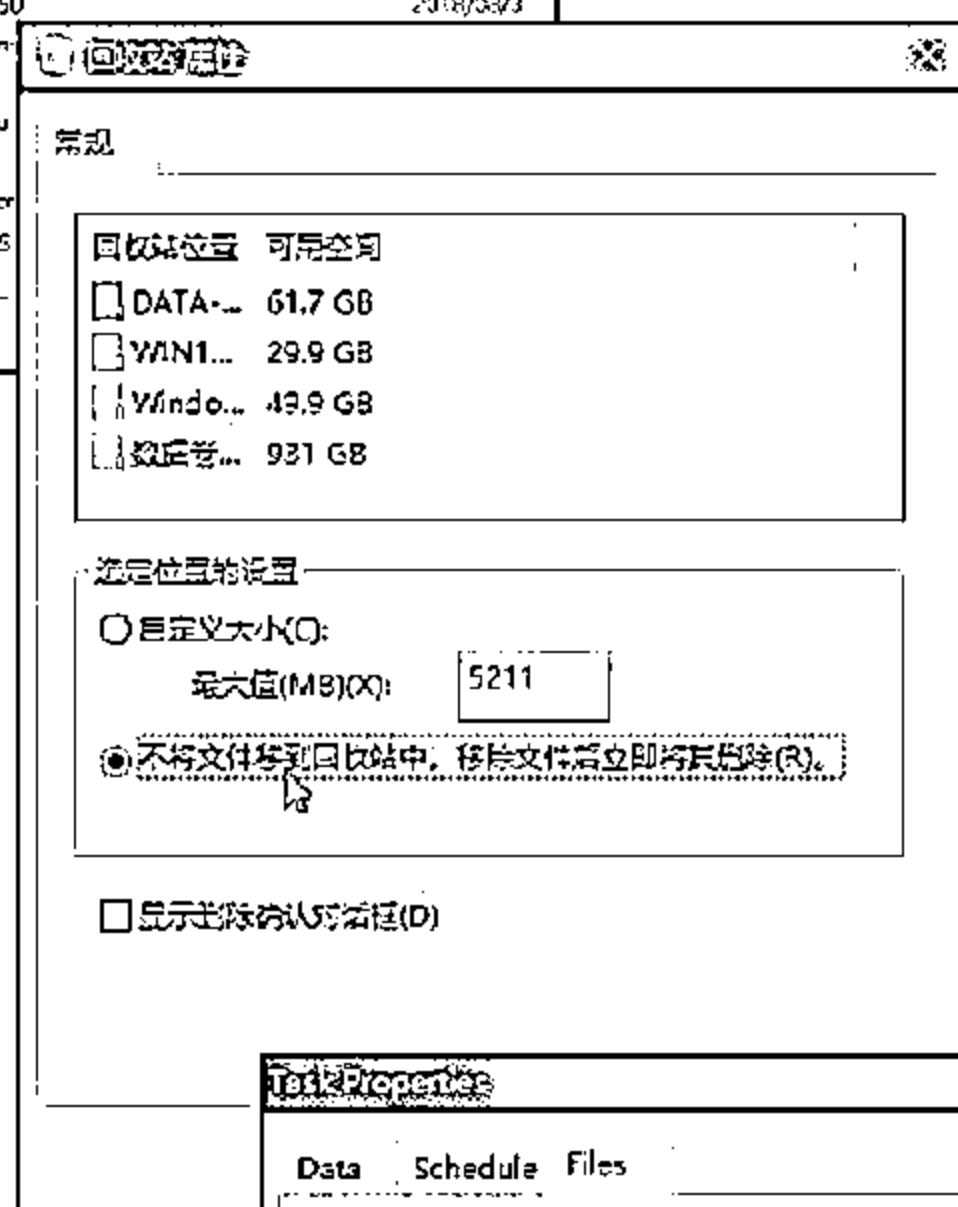 2018/03/3
回收站 属性
常规
回收站位置 可用空间
DATA-... 61.7 GB
WIN1... 29.9 GB
Windo... 49.9 GB
数据卷... 931 GB
选定位置的设置
自定义大小(C):
最大值(MB)(X): 5211
不将文件移到回收站中。移除文件后立即将其删除(R)。
显示删除确认对话框(D)
Task Properties
Data Schedule Files